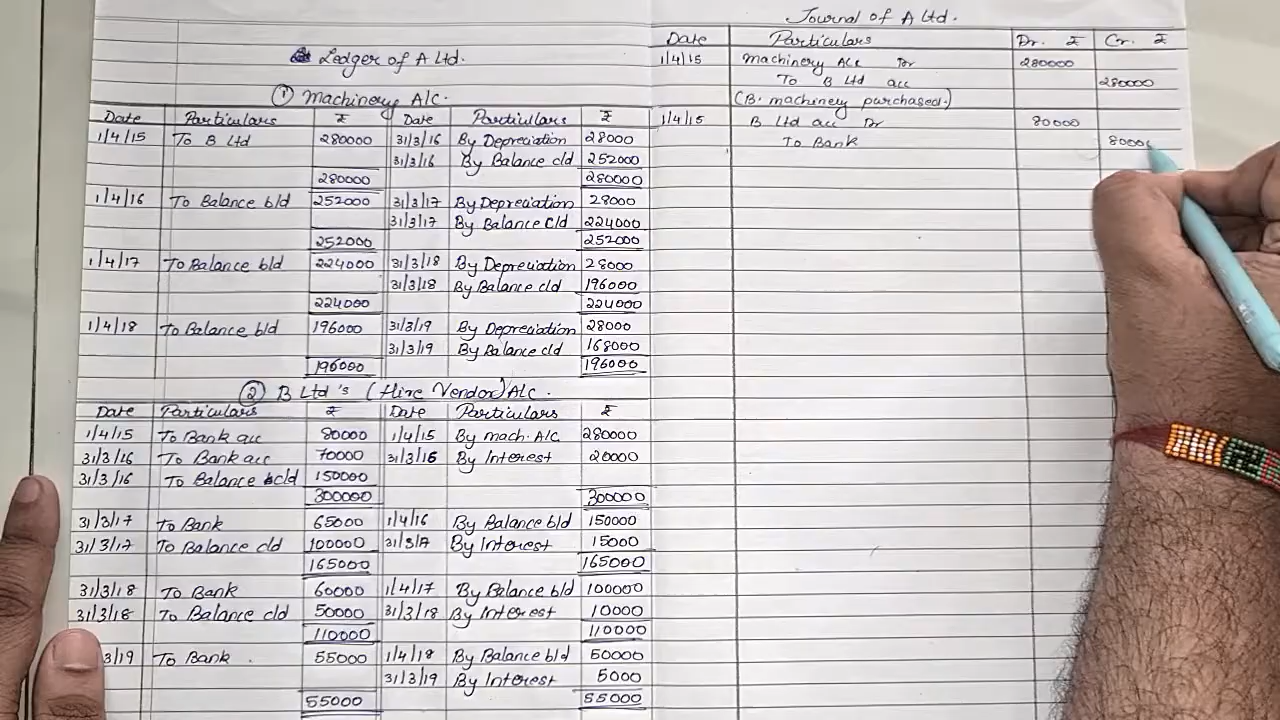 Ledger of A Ltd.
① Machinery A/C.
Date Particulars ₹ Date Particulars ₹
1/4/15 To B Ltd 280000 31/3/16 By Depreciation 28000
31/3/16 By Balance c/d 252000
280000 280000
1/4/16 To Balance b/d 252000 31/3/17 By Depreciation 28000
31/3/17 By Balance C/d 224000
252000 252000
1/4/17 To Balance b/d 224000 31/3/18 By Depreciation 28000
31/3/18 By Balance c/d 196000
224000 224000
1/4/18 To Balance b/d 196000 31/3/19 By Depreciation 28000
31/3/19 By Balance c/d 168000
196000 196000
② B Ltd's (Hire Vendor) A/c.
Date Particulars ₹ Date Particulars ₹
1/4/15 To Bank acc 80000 1/4/15 By mach. A/C 280000
31/3/16 To Bank acc 70000 31/3/16 By Interest 20000
31/3/16 To Balance c/d 150000
300000 300000
31/3/17 To Bank 65000 1/4/16 By Balance b/d 150000
31/3/17 To Balance c/d 100000 31/3/17 By Interest 15000
165000 165000
31/3/18 To Bank 60000 1/4/17 By Balance b/d 100000
31/3/18 To Balance c/d 50000 31/3/18 By Interest 10000
110000 110000
3/19 To Bank . 55000 1/4/18 By Balance b/d 50000
31/3/19 By Interest 5000
55000 55000
Journal of A Ltd.
Date Particulars Dr. ₹ Cr. ₹
1/4/15 Machinery Acc Dr 280000
To B Ltd acc 280000
(B. machinery purchased.)
1/4/15 B Ltd acc Dr 80000
To Bank 80000